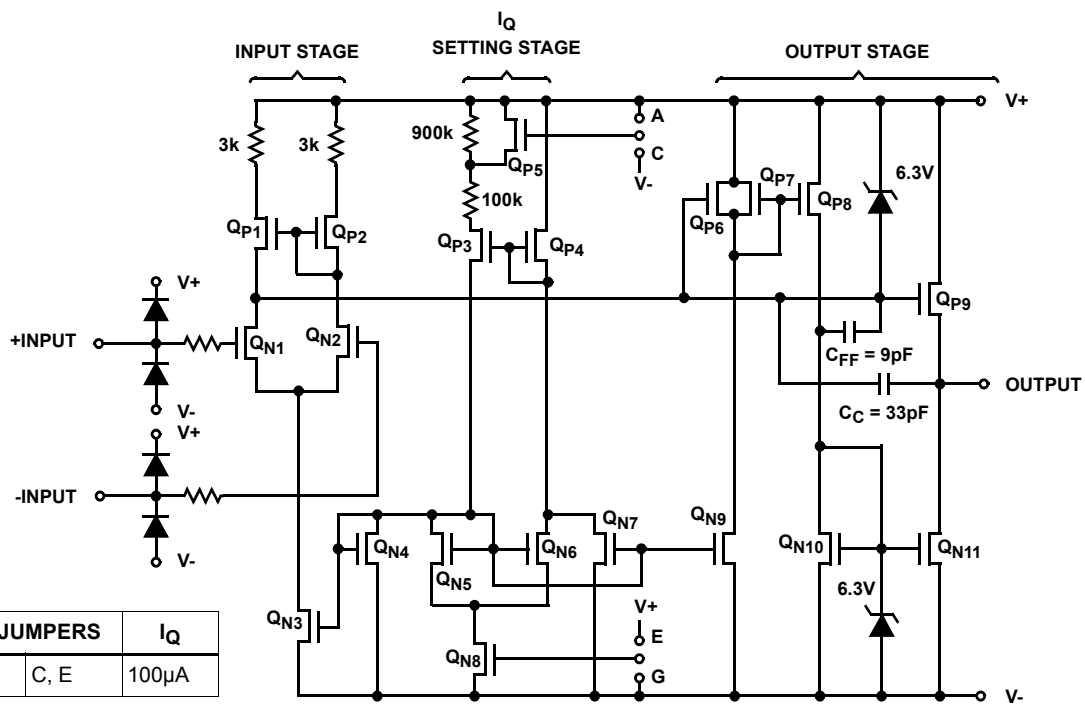 IQ
INPUT STAGE
SETTING STAGE
OUTPUT STAGE
V+
3k
3k
900k
QP5
A
C
V-
100k
QP1
QP2
QP3
QP4
QP6
QP7
QP8
6.3V
QP9
V+
+INPUT
V-
QN1
QN2
CFF = 9pF
CC = 33pF
OUTPUT
V+
-INPUT
V-
QN3
QN4
QN5
QN6
QN7
QN8
QN9
QN10
QN11
6.3V
V+
E
G
V-
JUMPERS
IQ
C, E
100µA